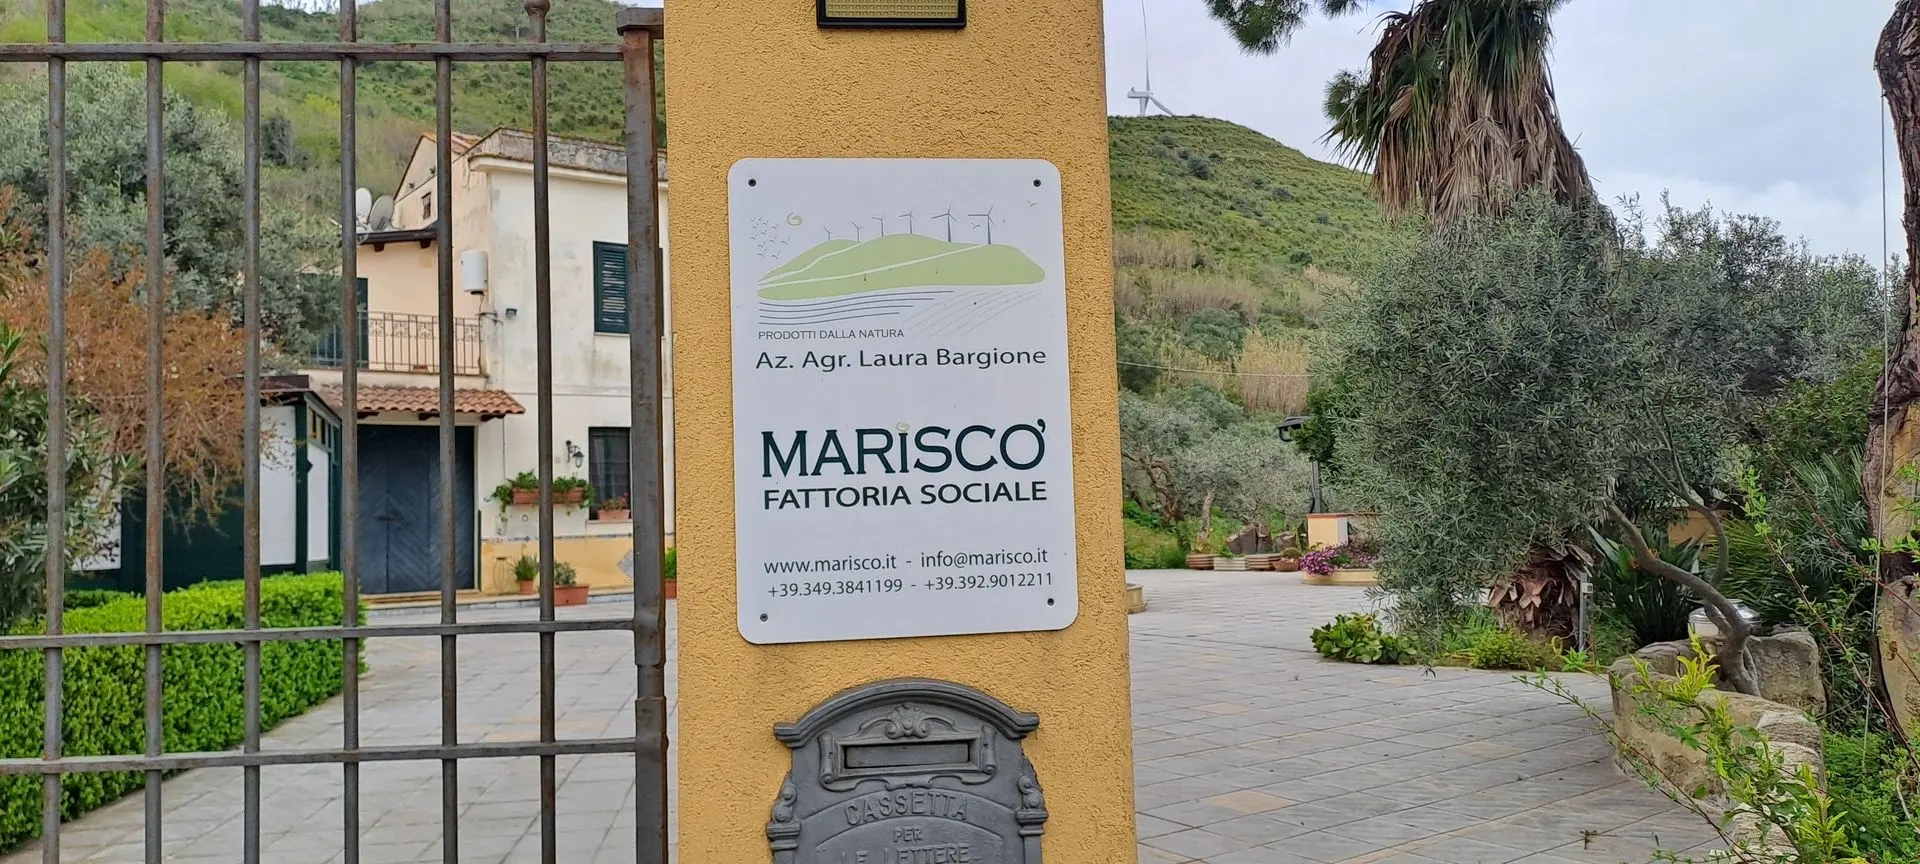 PRODOTTI DALLA NATURA
Az. Agr. Laura Bargione
MARiSCO'
FATTORIA SOCIALE
www.marisco.it - info@marisco.it
+39.349.3841199 - +39.392.9012211
CASSETTA
PER
LE LETTERE